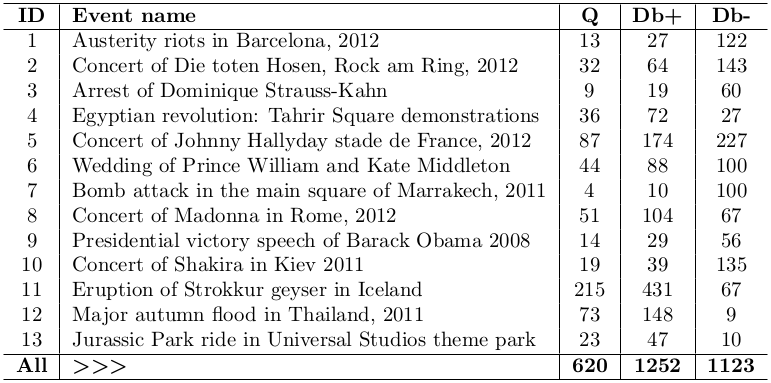 ID Event name Q Db+ Db-
1 Austerity riots in Barcelona, 2012 13 27 122
2 Concert of Die toten Hosen, Rock am Ring, 2012 32 64 143
3 Arrest of Dominique Strauss-Kahn 9 19 60
4 Egyptian revolution: Tahrir Square demonstrations 36 72 27
5 Concert of Johnny Hallyday stade de France, 2012 87 174 227
6 Wedding of Prince William and Kate Middleton 44 88 100
7 Bomb attack in the main square of Marrakech, 2011 4 10 100
8 Concert of Madonna in Rome, 2012 51 104 67
9 Presidential victory speech of Barack Obama 2008 14 29 56
10 Concert of Shakira in Kiev 2011 19 39 135
11 Eruption of Strokkur geyser in Iceland 215 431 67
12 Major autumn flood in Thailand, 2011 73 148 9
13 Jurassic Park ride in Universal Studios theme park 23 47 10
All >>> 620 1252 1123